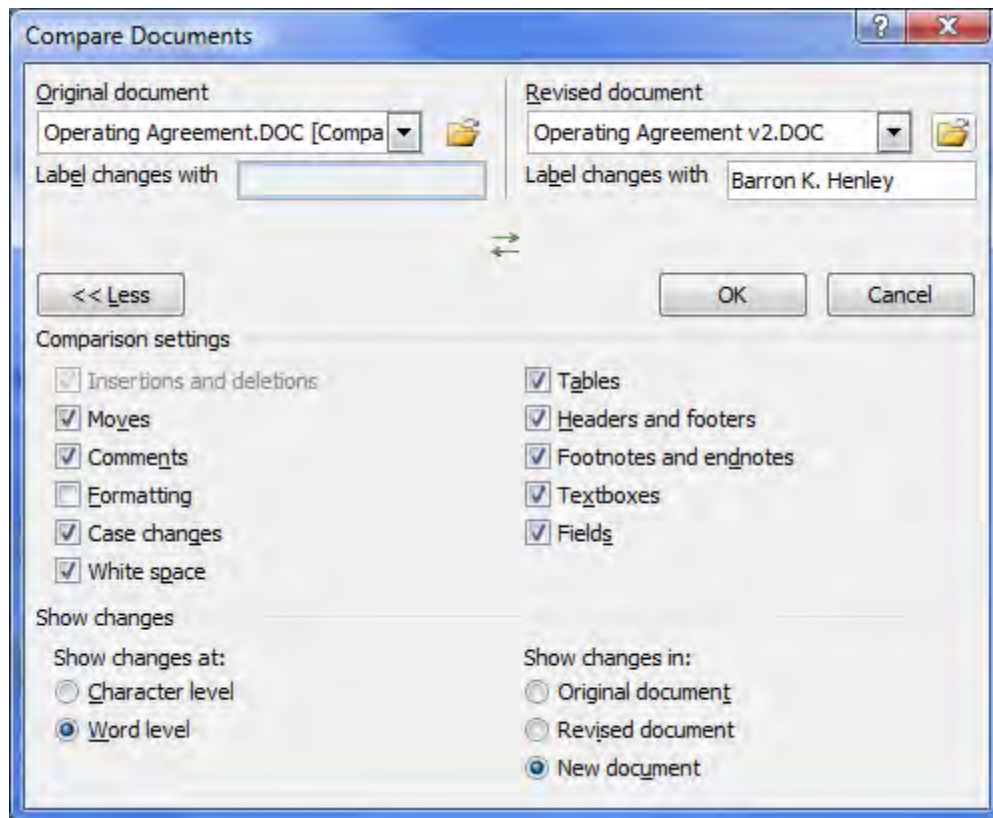 Compare Documents
Original document
Operating Agreement.DOC [Compa
Label changes with
Revised document
Operating Agreement v2.DOC
Label changes with Barron K. Henley
<< Less
OK
Cancel
Comparison settings
Insertions and deletions
Moves
Comments
Formatting
Case changes
White space
Tables
Headers and footers
Footnotes and endnotes
Textboxes
Fields
Show changes
Show changes at:
Character level
Word level
Show changes in:
Original document
Revised document
New document